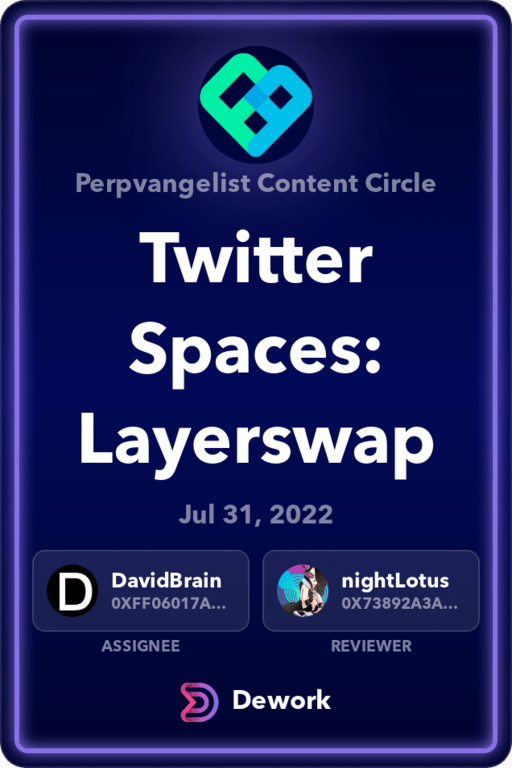 Perpvangelist Content Circle
Twitter
Spaces:
Layerswap
Jul 31, 2022
D
DavidBrain
0XFF06017A...
nightLotus
0X73892A3A...
ASSIGNEE
REVIEWER
Dework